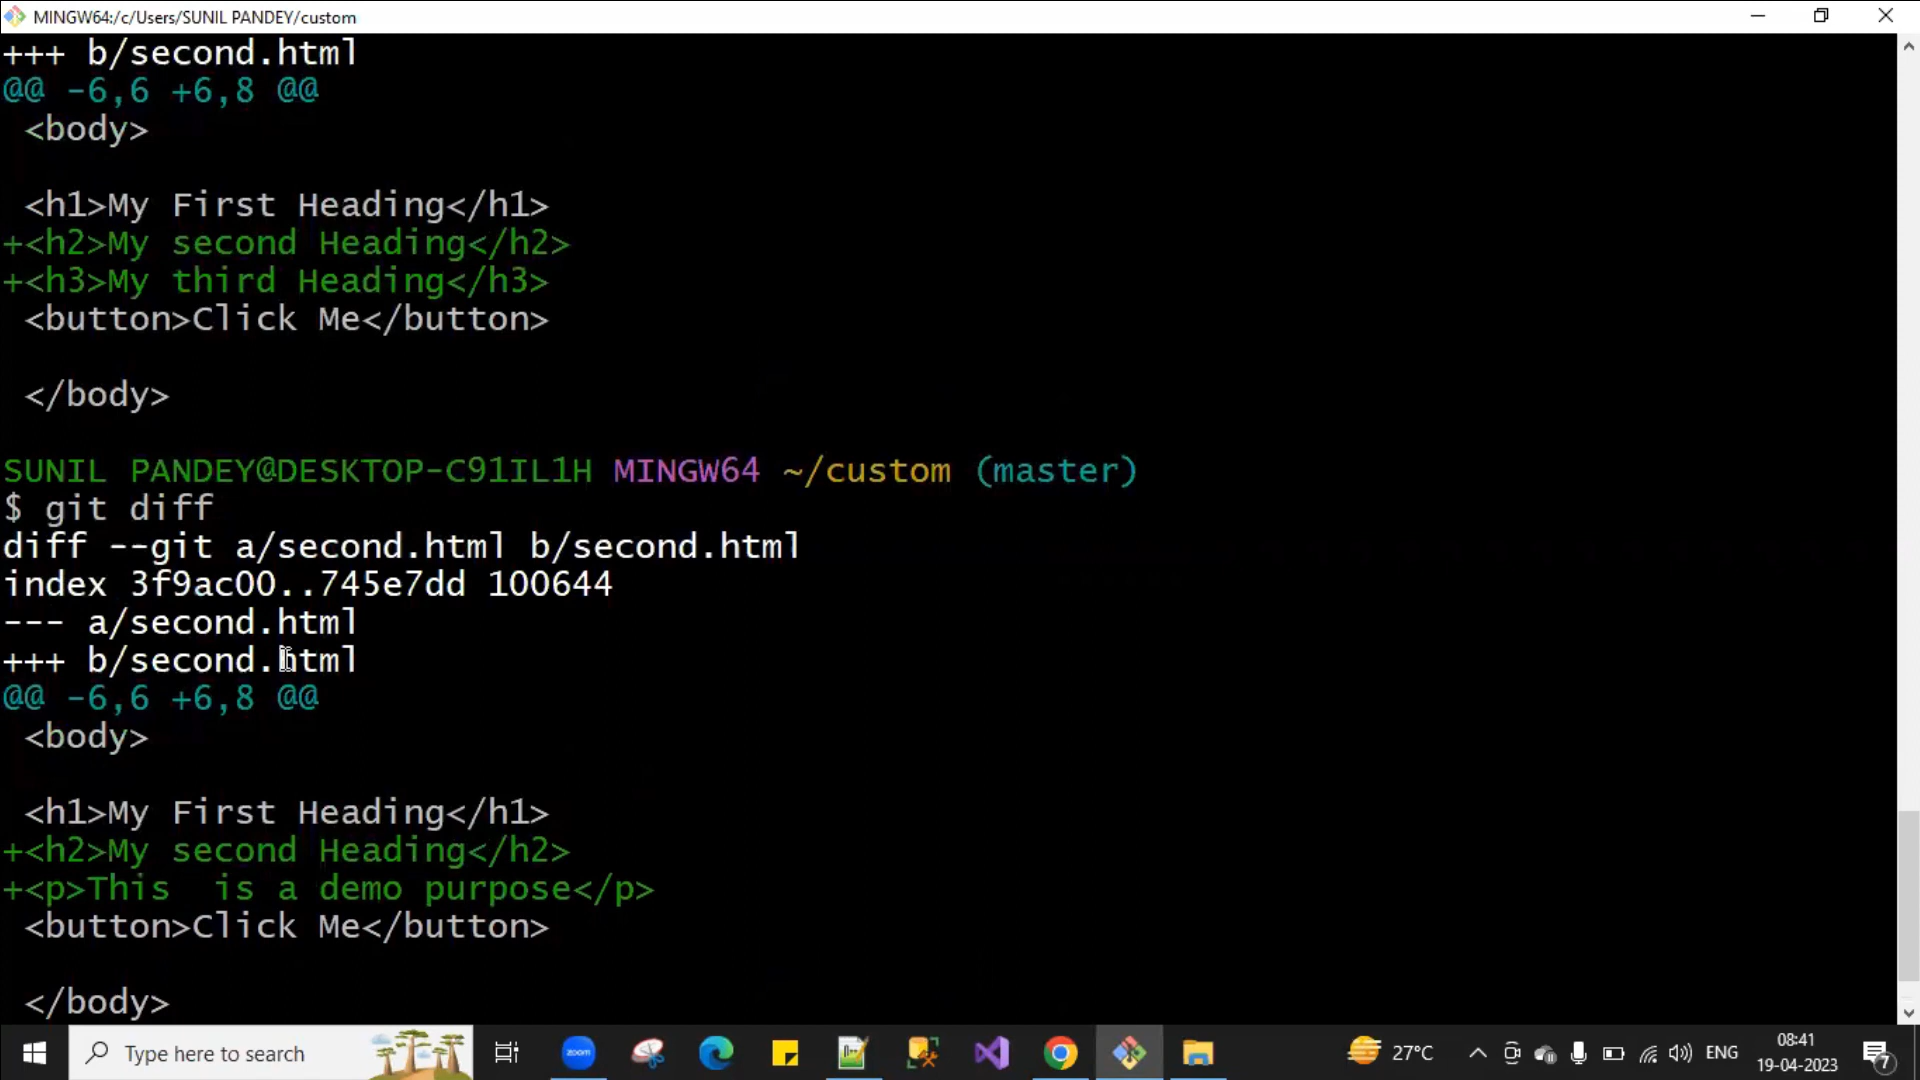 MINGW64:/c/Users/SUNIL PANDEY/custom
+++ b/second.html
@@ -6,6 +6,8 @@
 <body>

 <h1>My First Heading</h1>
+<h2>My second Heading</h2>
+<h3>My third Heading</h3>
 <button>Click Me</button>

 </body>

SUNIL PANDEY@DESKTOP-C91IL1H MINGW64 ~/custom (master)
$ git diff
diff --git a/second.html b/second.html
index 3f9ac00..745e7dd 100644
--- a/second.html
+++ b/second.html
@@ -6,6 +6,8 @@
 <body>

 <h1>My First Heading</h1>
+<h2>My second Heading</h2>
+<p>This  is a demo purpose</p>
 <button>Click Me</button>

 </body>
Type here to search
zoom
27°C
ENG
08:41
19-04-2023
7